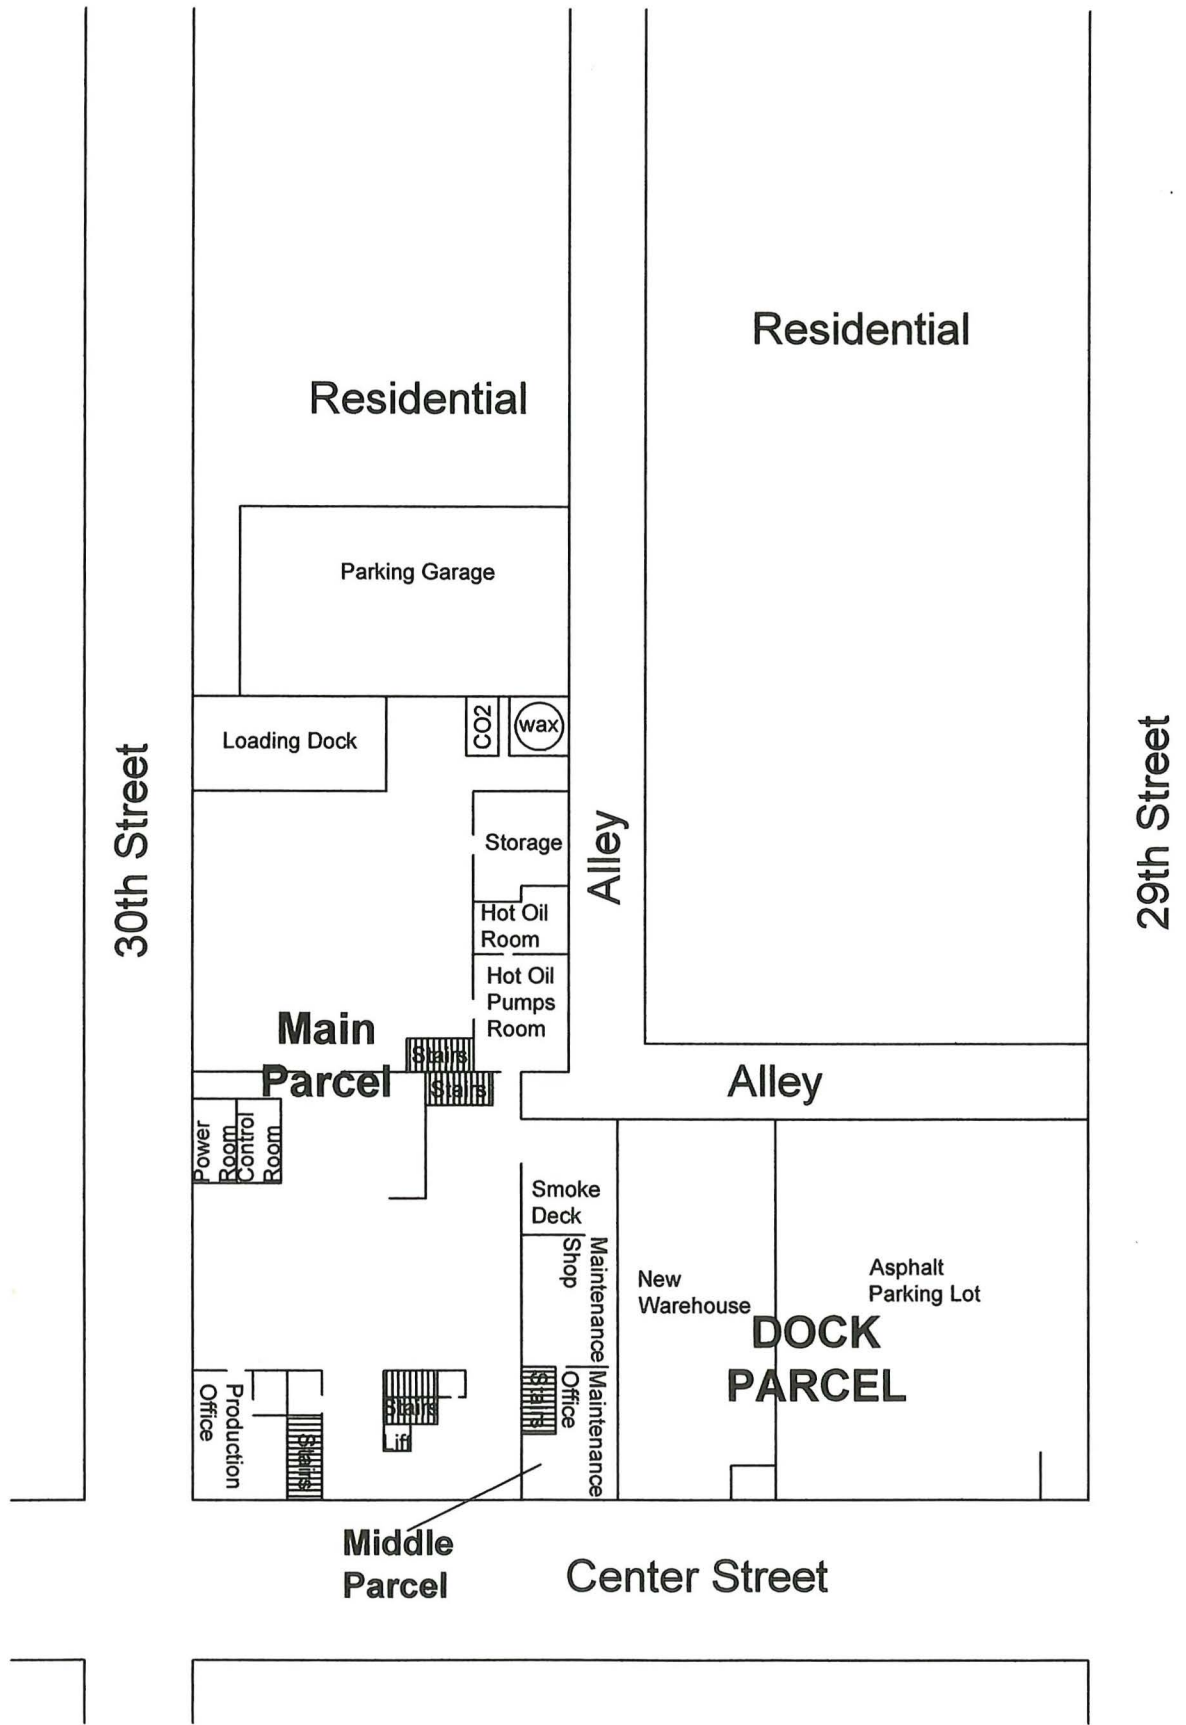 Residential
Residential
Parking Garage
Loading Dock
CO2
wax
30th Street
29th Street
Storage
Alley
Hot Oil
Room
Hot Oil
Pumps
Room
Main
Parcel
Stairs
Stairs
Alley
Power
Room
Control
Room
Smoke
Deck
Maintenance
Shop
New
Warehouse
Asphalt
Parking Lot
DOCK
PARCEL
Production
Office
Stairs
Stairs
Lift
Stairs
Maintenance
Office
Middle
Parcel
Center Street